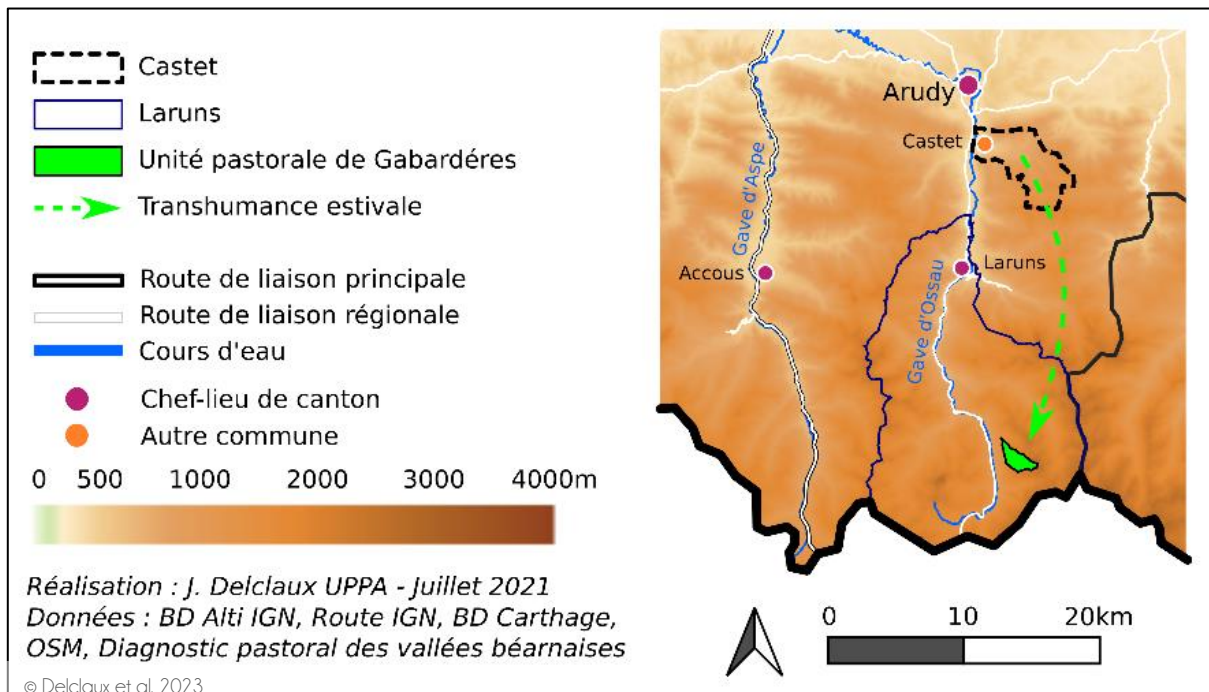 Castet
Laruns
Unité pastorale de Gabardéres
Transhumance estivale
Route de liaison principale
Route de liaison régionale
Cours d'eau
Chef-lieu de canton
Autre commune
0 500 1000 2000 3000 4000m
Réalisation : J. Delclaux UPPA - Juillet 2021
Données : BD Alti IGN, Route IGN, BD Carthage,
OSM, Diagnostic pastoral des vallées béarnaises
© Delclaux et al. 2023
Arudy
Castet
Gave d'Aspe
Accous
Laruns
Gave d'Ossau
0 10 20km